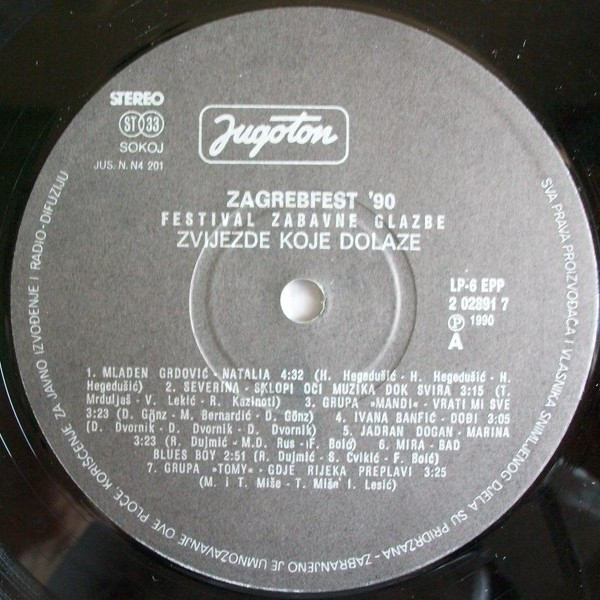 STEREO
ST 33
SOKOJ
JUS. N. N4 201
Jugoton
ZAGREBFEST '90
FESTIVAL ZABAVNE GLAZBE
ZVIJEZDE KOJE DOLAZE
LP-6 EPP
2 02891 7
℗ 1990
A
1. MLADEN GRDOVIĆ - NATALIA 4:32 (H. Hegedušić - H. Hegedušić - H.
Hegedušić) 2. SEVERINA - SKLOPI OČI MUZIKA DOK SVIRA 3:15 (T.
Mrduljaš - V. Lekić - R. Kazinoti) 3. GRUPA »MANDI« - VRATI MI SVE
3:23 (D. Gönz - M. Bernardić - D. Gönz) 4. IVANA BANFIĆ - DOĐI 3:05
(D. Dvornik - D. Dvornik - D. Dvornik) 5. JADRAN DOGAN - MARINA
3:23 (R. Dujmić - M.D. Rus - F. Boić) 6. MIRA - BAD
BLUES BOY 2:51 (R. Dujmić - S. Cvikić - F. Boić)
7. GRUPA »TOMY« - GDJE RIJEKA PREPLAVI 3:25
(M. i T. Miše - T. I. Lesić)
SVA PRAVA PROIZVOĐAČA I VLASNIKA SNIMLJENOG DJELA SU PRIDRŽANA - ZABRANJENO JE UMNOŽAVANJE OVE PLOČE, KORIŠĆENJE ZA JAVNO IZVOĐENJE I RADIO-DIFUZIJU